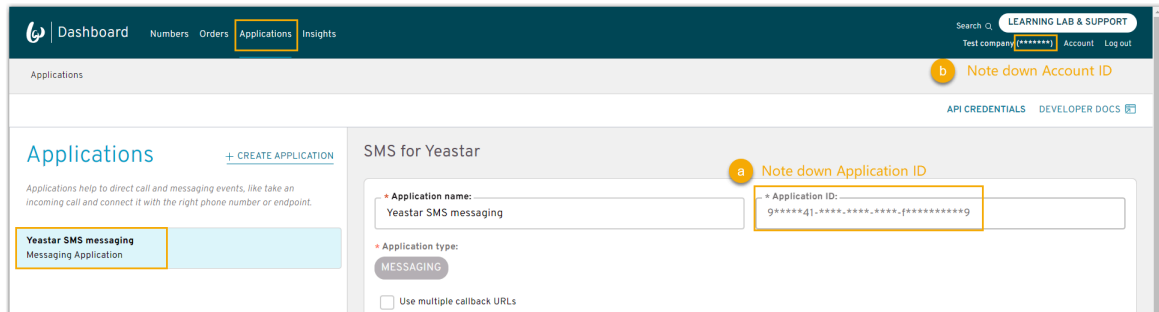 Dashboard Numbers Orders Applications Insights
Search LEARNING LAB & SUPPORT
Test company (*******) Account Log out
Applications
b Note down Account ID
API CREDENTIALS DEVELOPER DOCS
Applications + CREATE APPLICATION
Applications help to direct call and messaging events, like take an
incoming call and connect it with the right phone number or endpoint.
Yeastar SMS messaging
Messaging Application
SMS for Yeastar
a Note down Application ID
* Application name:
Yeastar SMS messaging
* Application ID:
9*****41-****-****-****-f**********9
* Application type:
MESSAGING
Use multiple callback URLs